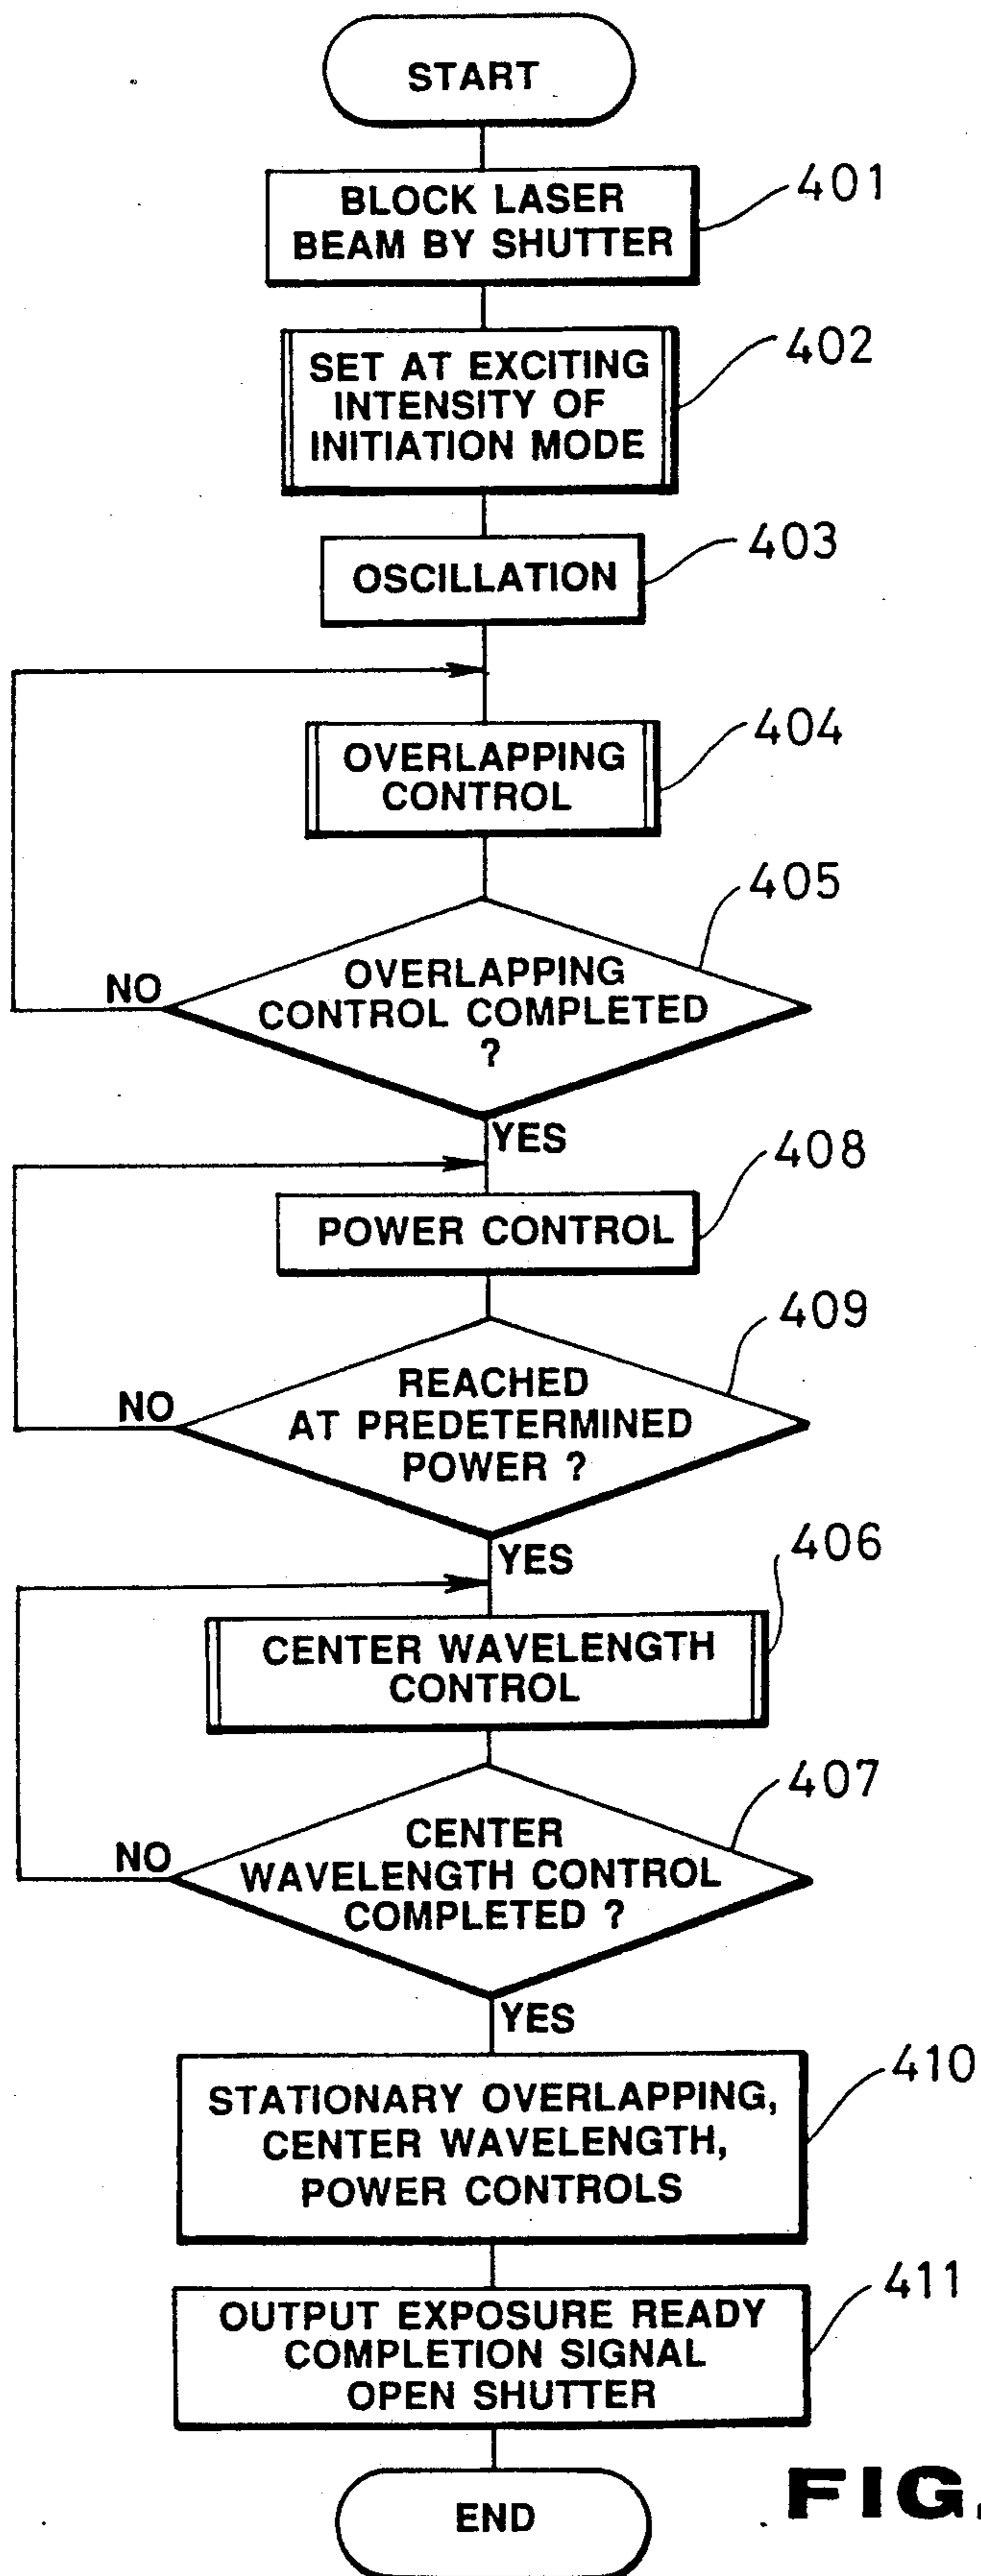 START
BLOCK LASER
BEAM BY SHUTTER
401
SET AT EXCITING
INTENSITY OF
INITIATION MODE
402
OSCILLATION
403
OVERLAPPING
CONTROL
404
405
OVERLAPPING
CONTROL COMPLETED
?
NO
YES
408
POWER CONTROL
409
REACHED
AT PREDETERMINED
POWER ?
NO
YES
406
CENTER WAVELENGTH
CONTROL
407
CENTER
WAVELENGTH CONTROL
COMPLETED ?
NO
YES
410
STATIONARY OVERLAPPING,
CENTER WAVELENGTH,
POWER CONTROLS
411
OUTPUT EXPOSURE READY
COMPLETION SIGNAL
OPEN SHUTTER
END
FIG.